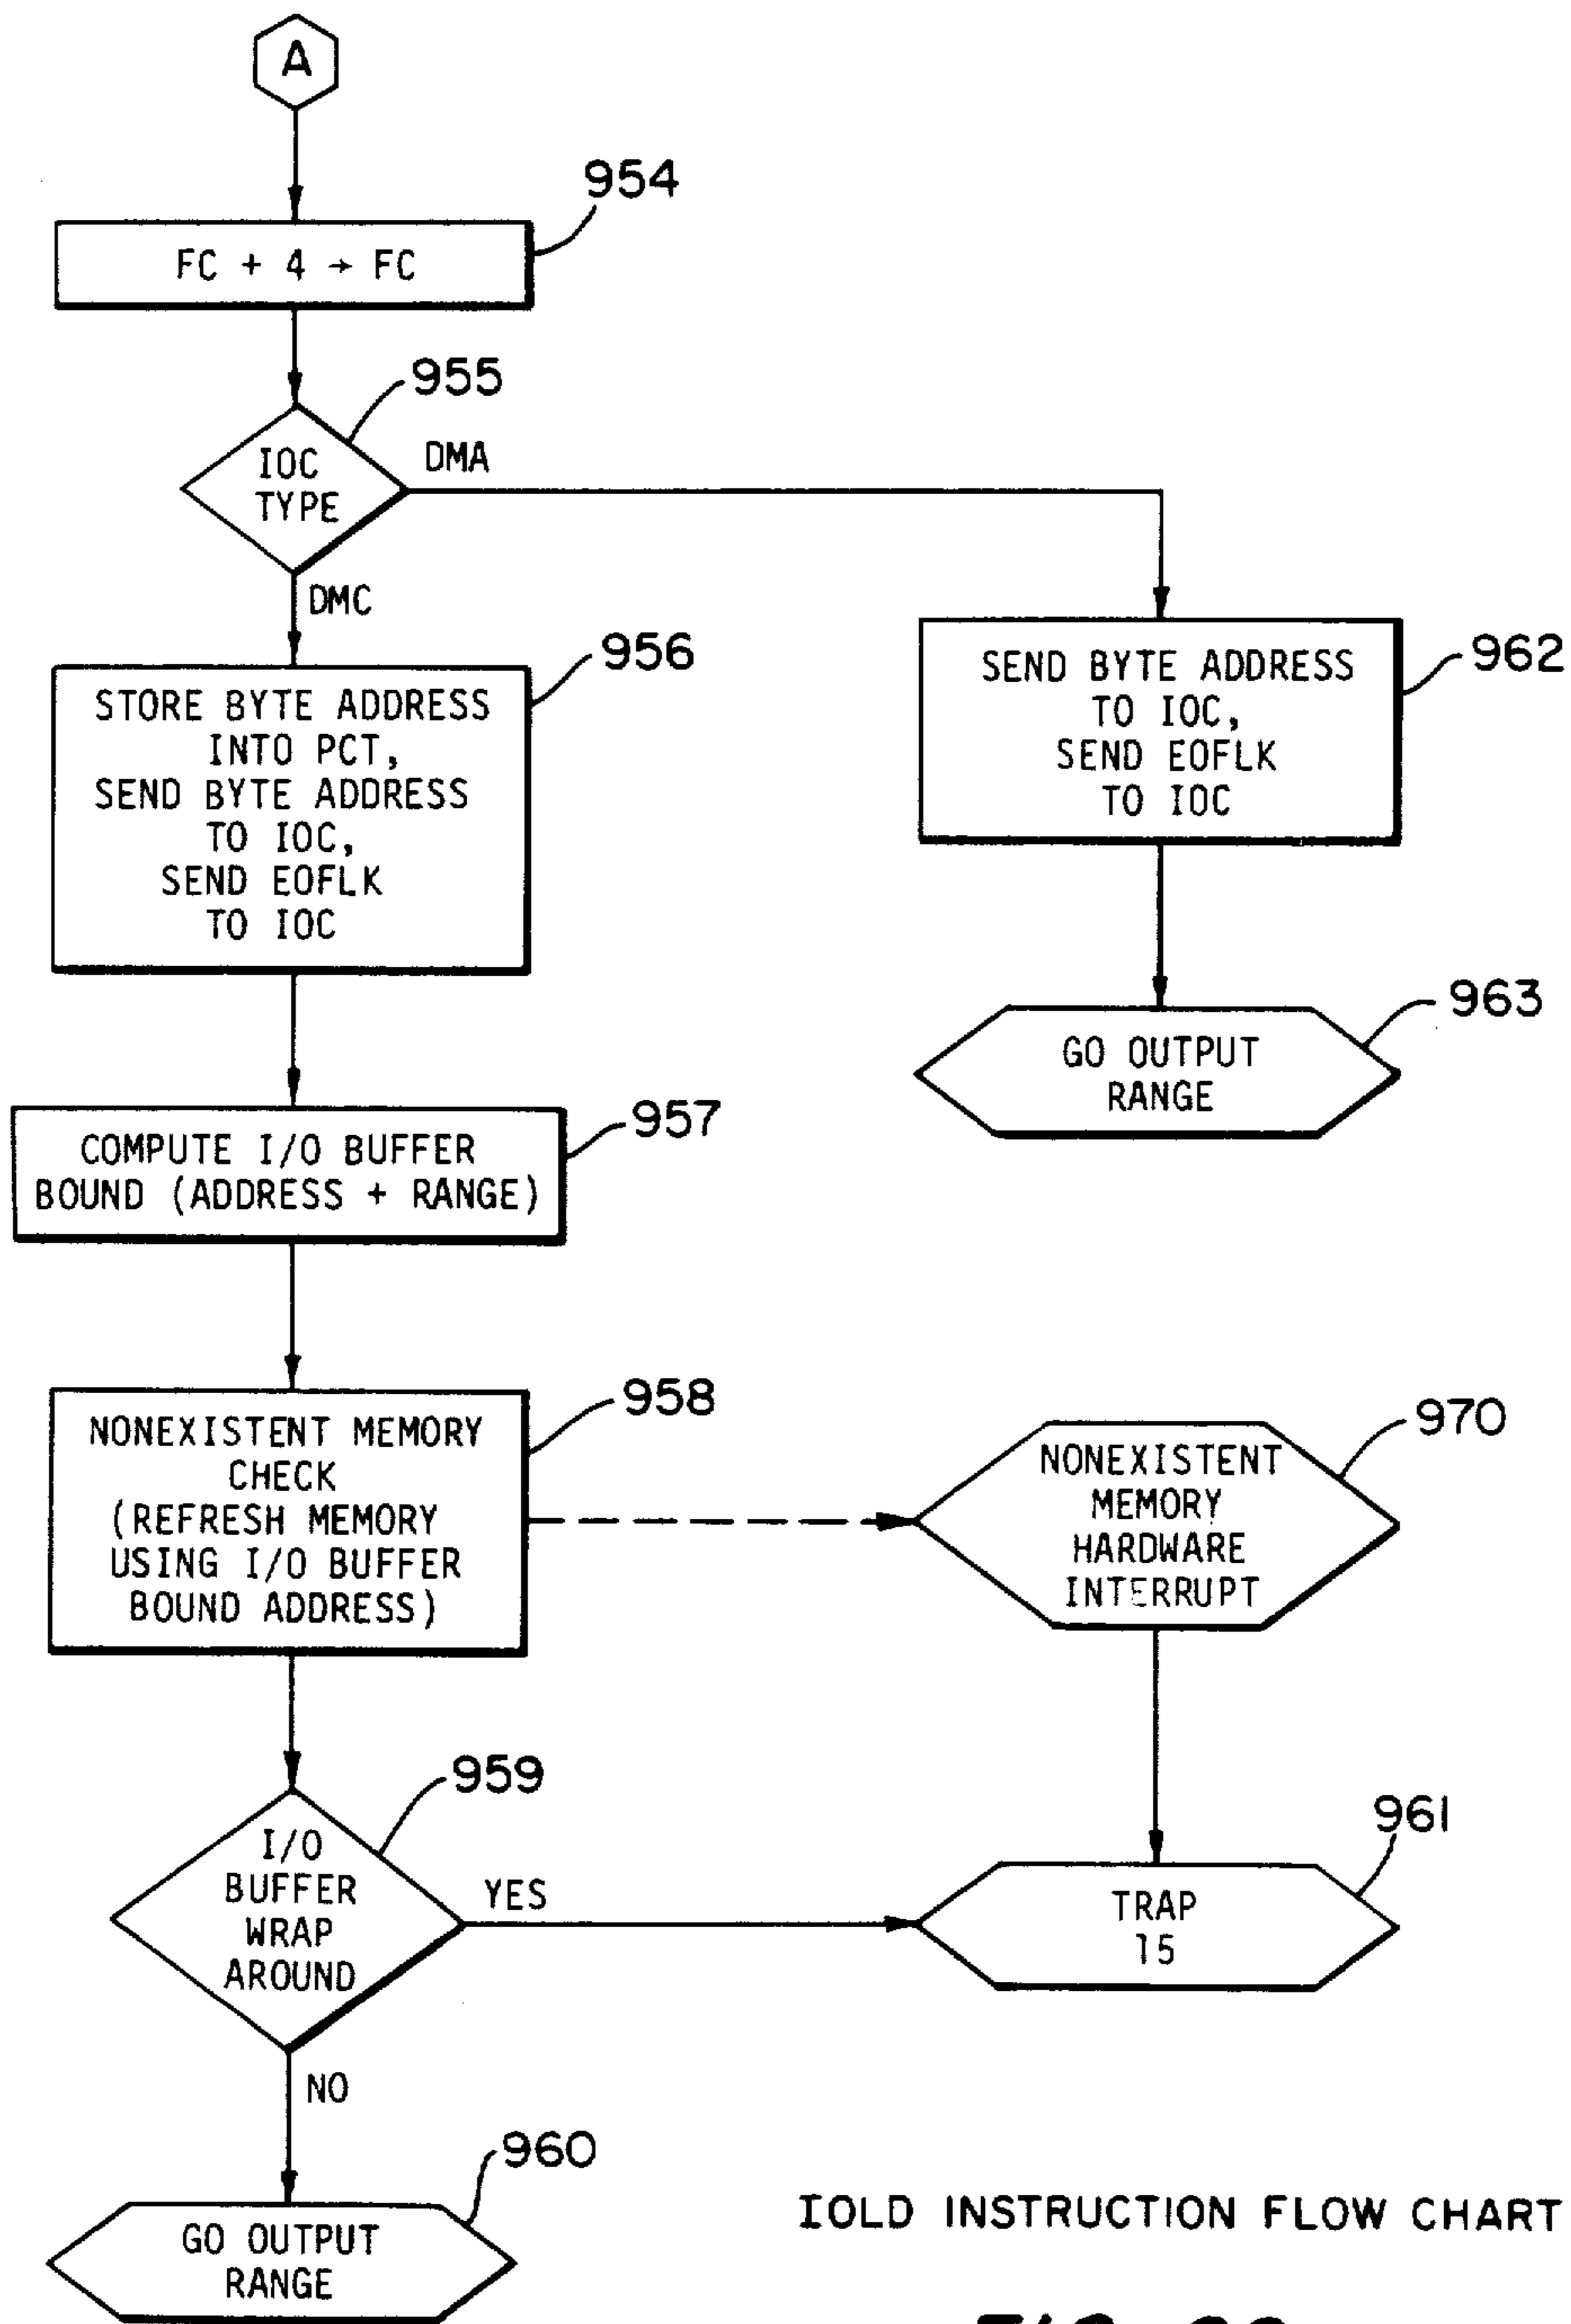 A
954
FC + 4 → FC
955
IOC
TYPE
DMA
DMC
956
STORE BYTE ADDRESS
INTO PCT,
SEND BYTE ADDRESS
TO IOC,
SEND EOFLK
TO IOC
962
SEND BYTE ADDRESS
TO IOC,
SEND EOFLK
TO IOC
963
GO OUTPUT
RANGE
957
COMPUTE I/O BUFFER
BOUND (ADDRESS + RANGE)
958
NONEXISTENT MEMORY
CHECK
(REFRESH MEMORY
USING I/O BUFFER
BOUND ADDRESS)
970
NONEXISTENT
MEMORY
HARDWARE
INTERRUPT
959
I/O
BUFFER
WRAP
AROUND
YES
961
TRAP
15
NO
960
GO OUTPUT
RANGE
IOLD INSTRUCTION FLOW CHART